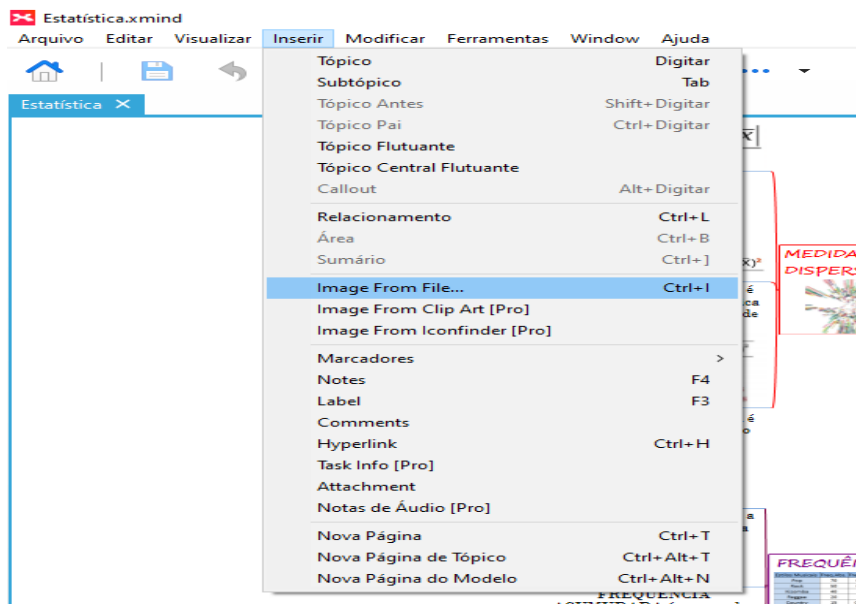 Estatística.xmind
Arquivo Editar Visualizar Inserir Modificar Ferramentas Window Ajuda
Estatística
Tópico Digitar
Subtópico Tab
Tópico Antes Shift+Digitar
Tópico Pai Ctrl+Digitar
Tópico Flutuante
Tópico Central Flutuante
Callout Alt+Digitar
Relacionamento Ctrl+L
Área Ctrl+B
Sumário Ctrl+]
Image From File... Ctrl+I
Image From Clip Art [Pro]
Image From Iconfinder [Pro]
Marcadores >
Notes F4
Label F3
Comments
Hyperlink Ctrl+H
Task Info [Pro]
Attachment
Notas de Áudio [Pro]
Nova Página Ctrl+T
Nova Página de Tópico Ctrl+Alt+T
Nova Página do Modelo Ctrl+Alt+N
MEDIDA
DISPERS
é
ca
de
é
o
a
a
FREQUÊN
FREQUÊNCIA